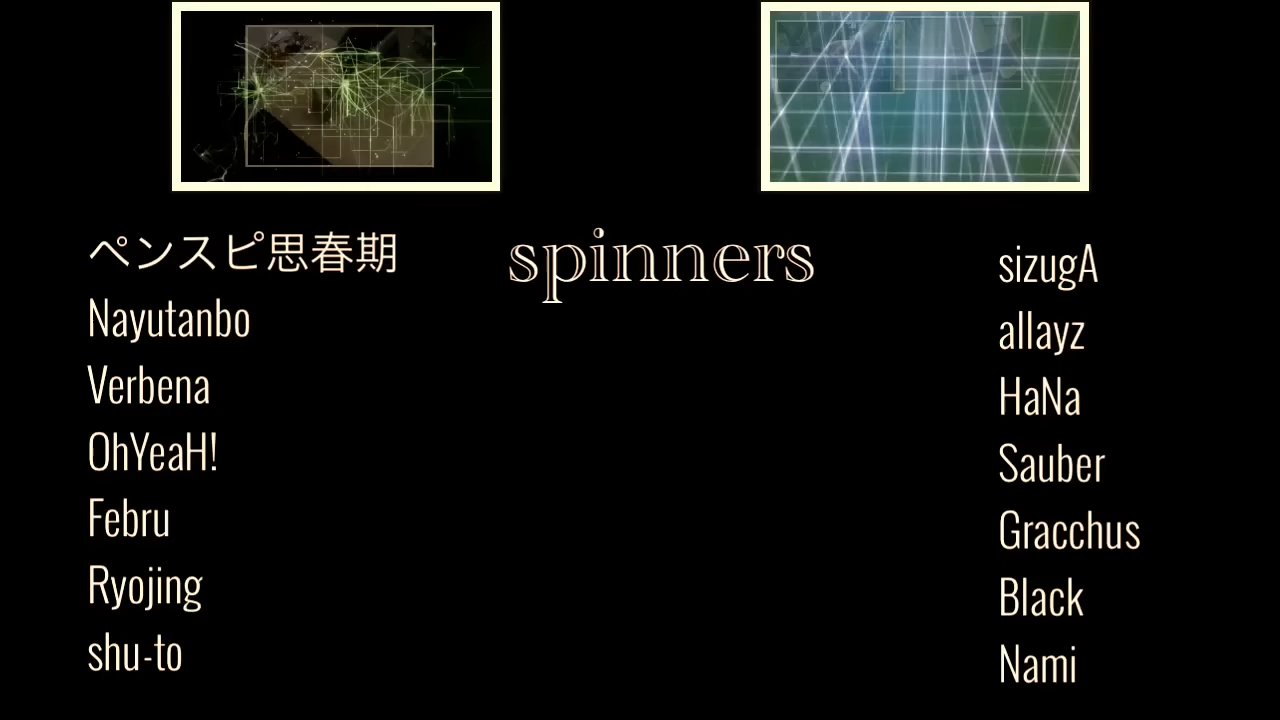 spinners
ペンスピ思春期
Nayutanbo
Verbena
OhYeaH!
Febru
Ryojing
shu-to
sizugA
allayz
HaNa
Sauber
Gracchus
Black
Nami